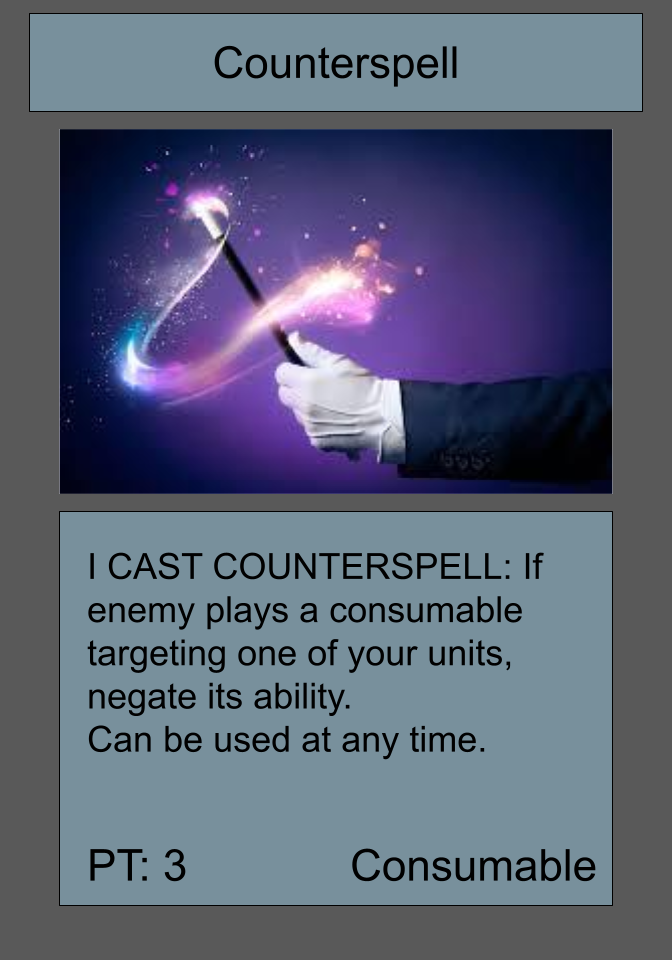 Counterspell
I CAST COUNTERSPELL: If
enemy plays a consumable
targeting one of your units,
negate its ability.
Can be used at any time.
PT: 3 Consumable